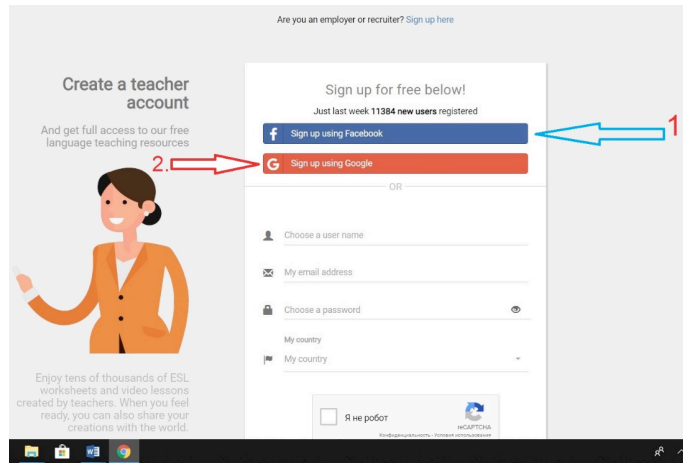 Are you an employer or recruiter? Sign up here
Create a teacher
account
And get full access to our free
language teaching resources
Sign up for free below!
Just last week 11384 new users registered
Sign up using Facebook
1
2.
Sign up using Google
OR
Choose a user name
My email address
Choose a password
My country
My country
Enjoy tens of thousands of ESL
worksheets and video lessons
created by teachers. When you feel
ready, you can also share your
creations with the world.
Я не робот
reCAPTCHA
Конфиденциальность - Условия использования